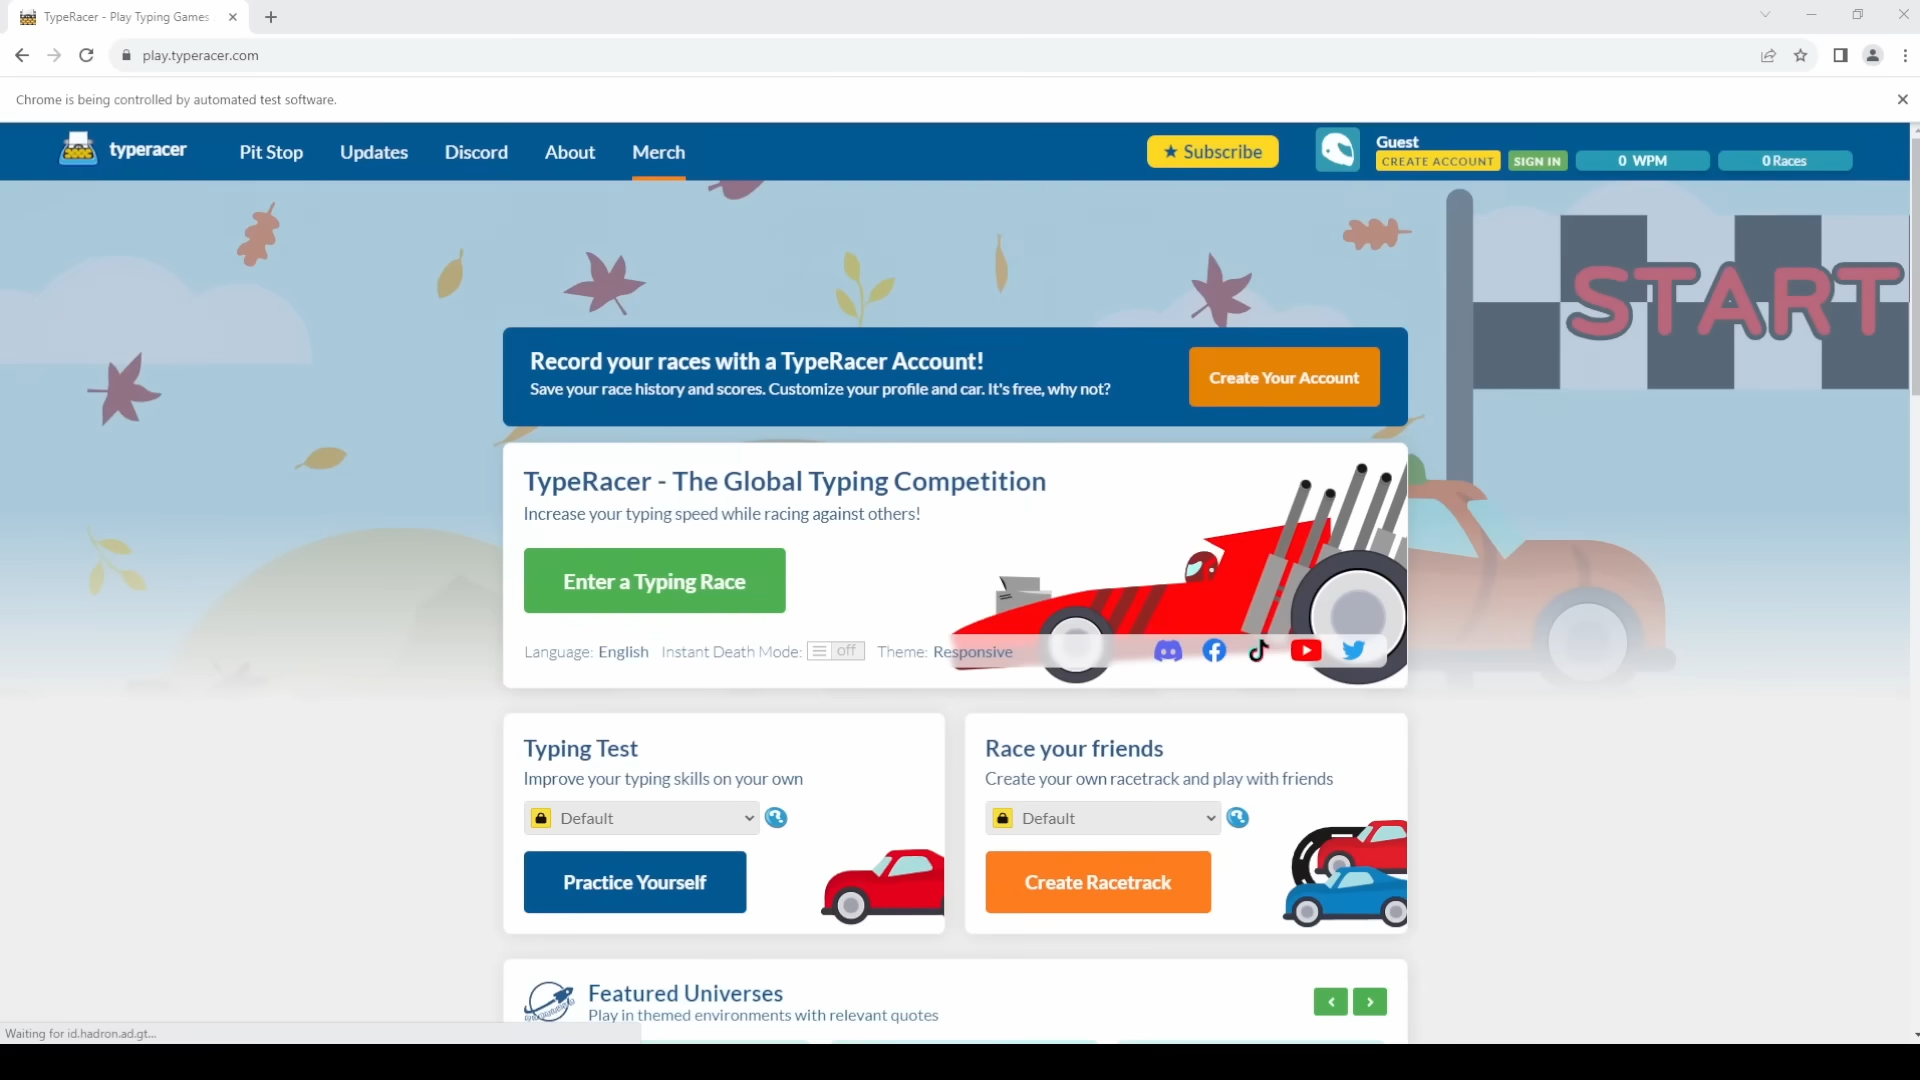 TypeRacer - Play Typing Games
play.typeracer.com
Chrome is being controlled by automated test software.
typeracer
Pit Stop
Updates
Discord
About
Merch
★ Subscribe
Guest
CREATE ACCOUNT
SIGN IN
0 WPM
0 Races
START
Record your races with a TypeRacer Account!
Save your race history and scores. Customize your profile and car. It's free, why not?
Create Your Account
TypeRacer - The Global Typing Competition
Increase your typing speed while racing against others!
Enter a Typing Race
Language: English Instant Death Mode: off Theme: Responsive
Typing Test
Improve your typing skills on your own
Default
Practice Yourself
Race your friends
Create your own racetrack and play with friends
Default
Create Racetrack
Featured Universes
Play in themed environments with relevant quotes
Waiting for id.hadron.ad.gt...